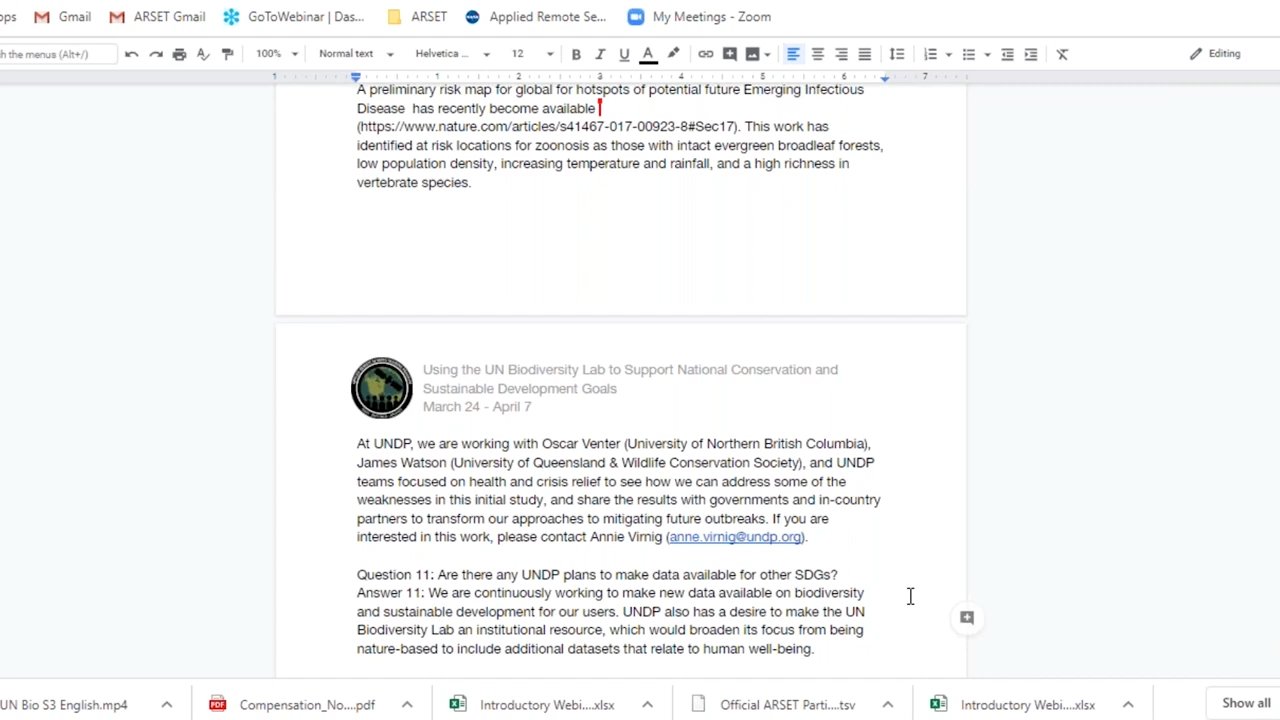 ops Gmail ARSET Gmail GoToWebinar | Das... ARSET Applied Remote Se... My Meetings - Zoom
ch the menus (Alt+/) 100% Normal text Helvetica ... 12 B I U A Editing
1 1 2 3 4 5 6 7
A preliminary risk map for global for hotspots of potential future Emerging Infectious
Disease has recently become available
(https://www.nature.com/articles/s41467-017-00923-8#Sec17). This work has
identified at risk locations for zoonosis as those with intact evergreen broadleaf forests,
low population density, increasing temperature and rainfall, and a high richness in
vertebrate species.
Using the UN Biodiversity Lab to Support National Conservation and
Sustainable Development Goals
March 24 - April 7
At UNDP, we are working with Oscar Venter (University of Northern British Columbia),
James Watson (University of Queensland & Wildlife Conservation Society), and UNDP
teams focused on health and crisis relief to see how we can address some of the
weaknesses in this initial study, and share the results with governments and in-country
partners to transform our approaches to mitigating future outbreaks. If you are
interested in this work, please contact Annie Virnig (anne.virnig@undp.org).
Question 11: Are there any UNDP plans to make data available for other SDGs?
Answer 11: We are continuously working to make new data available on biodiversity
and sustainable development for our users. UNDP also has a desire to make the UN
Biodiversity Lab an institutional resource, which would broaden its focus from being
nature-based to include additional datasets that relate to human well-being.
UN Bio S3 English.mp4 Compensation_No....pdf Introductory Webi....xlsx Official ARSET Parti....tsv Introductory Webi....xlsx Show all